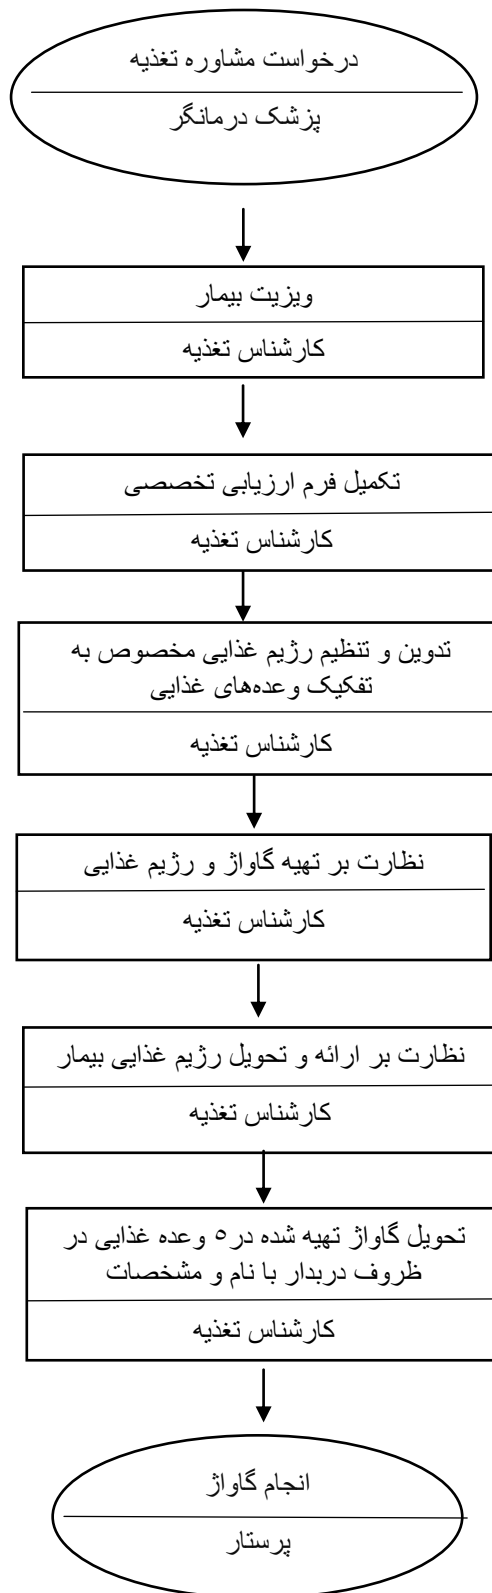 درخواست مشاوره تغذیه
پزشک درمانگر
ویزیت بیمار
کارشناس تغذیه
تکمیل فرم ارزیابی تخصصی
کارشناس تغذیه
تدوین و تنظیم رژیم غذایی مخصوص به
تفکیک وعده‌های غذایی
کارشناس تغذیه
نظارت بر تهیه گاواژ و رژیم غذایی
کارشناس تغذیه
نظارت بر ارائه و تحویل رژیم غذایی بیمار
کارشناس تغذیه
تحویل گاواژ تهیه شده در۵ وعده غذایی در
ظروف دربدار با نام و مشخصات
کارشناس تغذیه
انجام گاواژ
پرستار